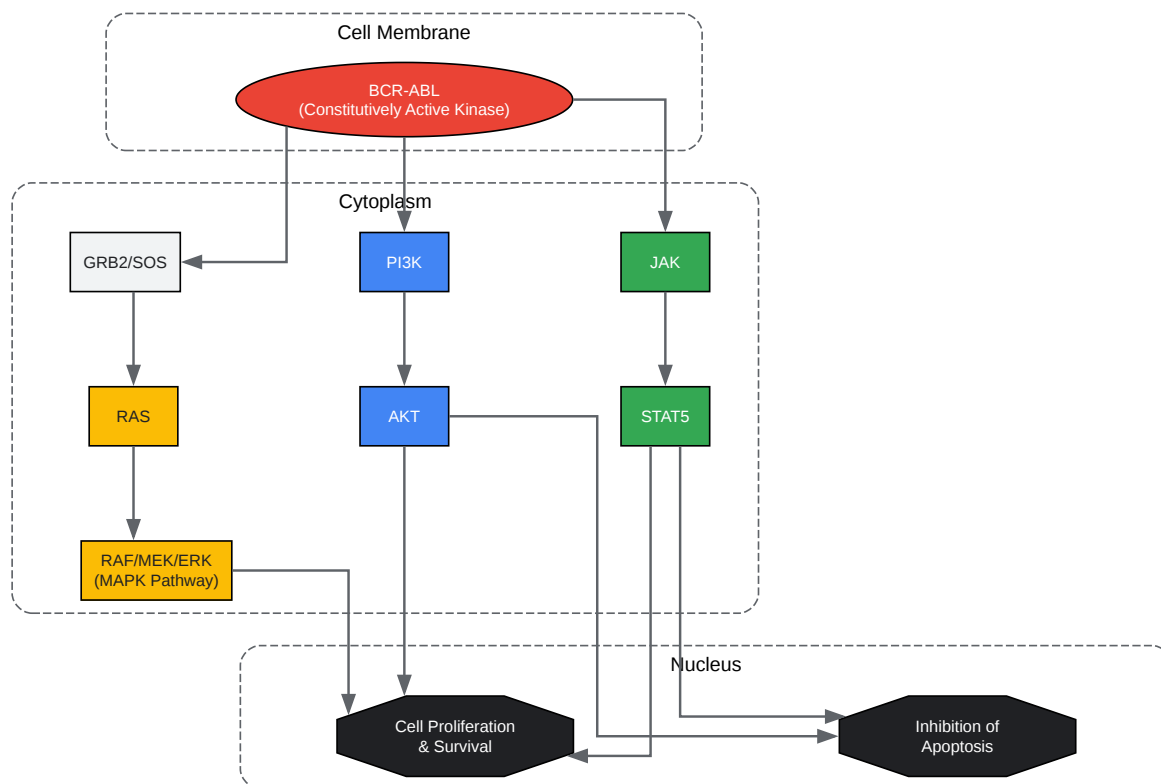 Cell Membrane
BCR-ABL
(Constitutively Active Kinase)
Cytoplasm
GRB2/SOS
PI3K
JAK
RAS
AKT
STAT5
RAF/MEK/ERK
(MAPK Pathway)
Nucleus
Cell Proliferation
& Survival
Inhibition of
Apoptosis